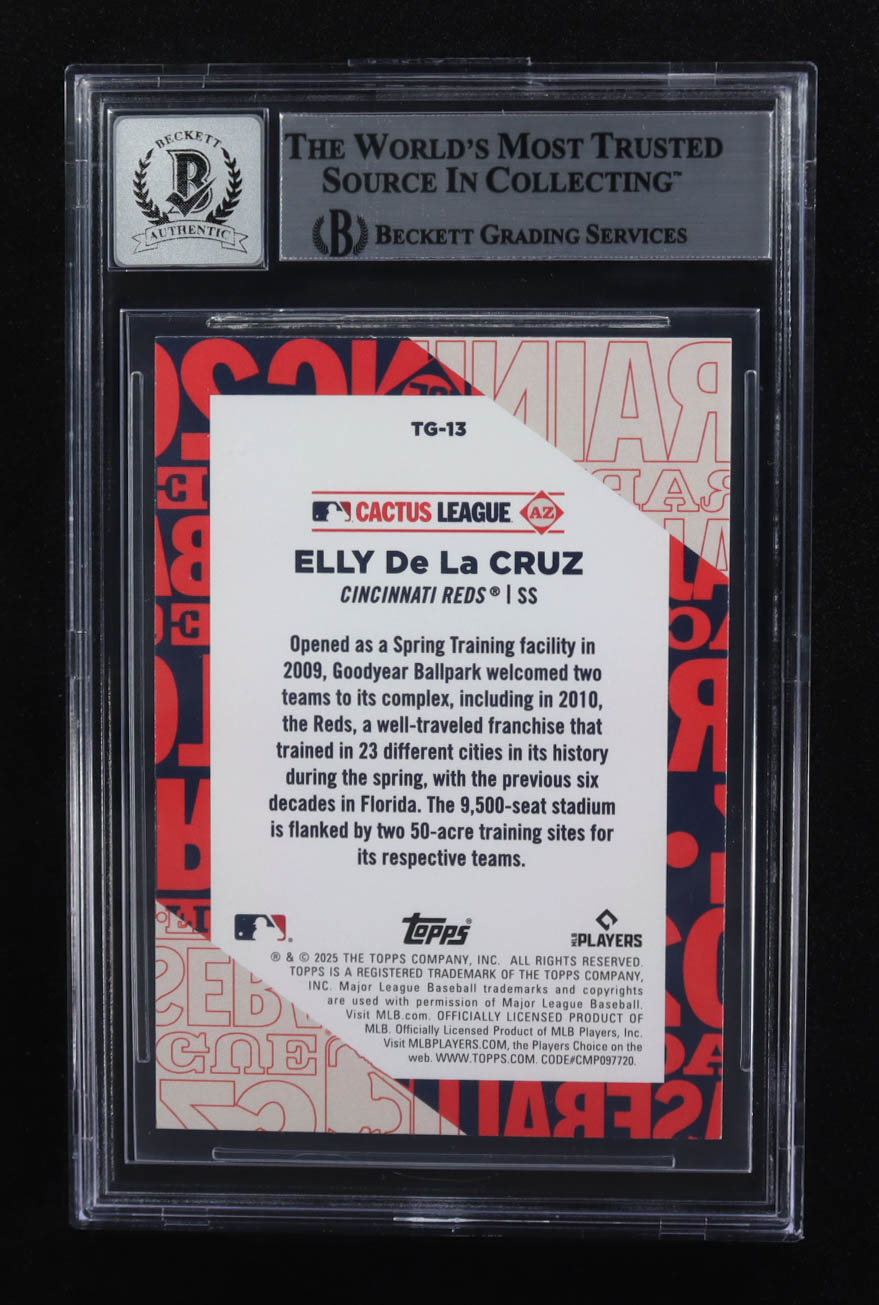 BECKETT
B
AUTHENTIC
THE WORLD'S MOST TRUSTED
SOURCE IN COLLECTING™
B BECKETT GRADING SERVICES
TG-13
CACTUS LEAGUE AZ
ELLY De La CRUZ
CINCINNATI REDS® | SS
Opened as a Spring Training facility in
2009, Goodyear Ballpark welcomed two
teams to its complex, including in 2010,
the Reds, a well-traveled franchise that
trained in 23 different cities in its history
during the spring, with the previous six
decades in Florida. The 9,500-seat stadium
is flanked by two 50-acre training sites for
its respective teams.
topps®
MLB PLAYERS
® & © 2025 THE TOPPS COMPANY, INC. ALL RIGHTS RESERVED.
TOPPS IS A REGISTERED TRADEMARK OF THE TOPPS COMPANY,
INC. Major League Baseball trademarks and copyrights
are used with permission of Major League Baseball.
Visit MLB.com. OFFICIALLY LICENSED PRODUCT OF
MLB. Officially Licensed Product of MLB Players, Inc.
Visit MLBPLAYERS.COM, the Players Choice on the
web. WWW.TOPPS.COM. CODE#CMP097720.